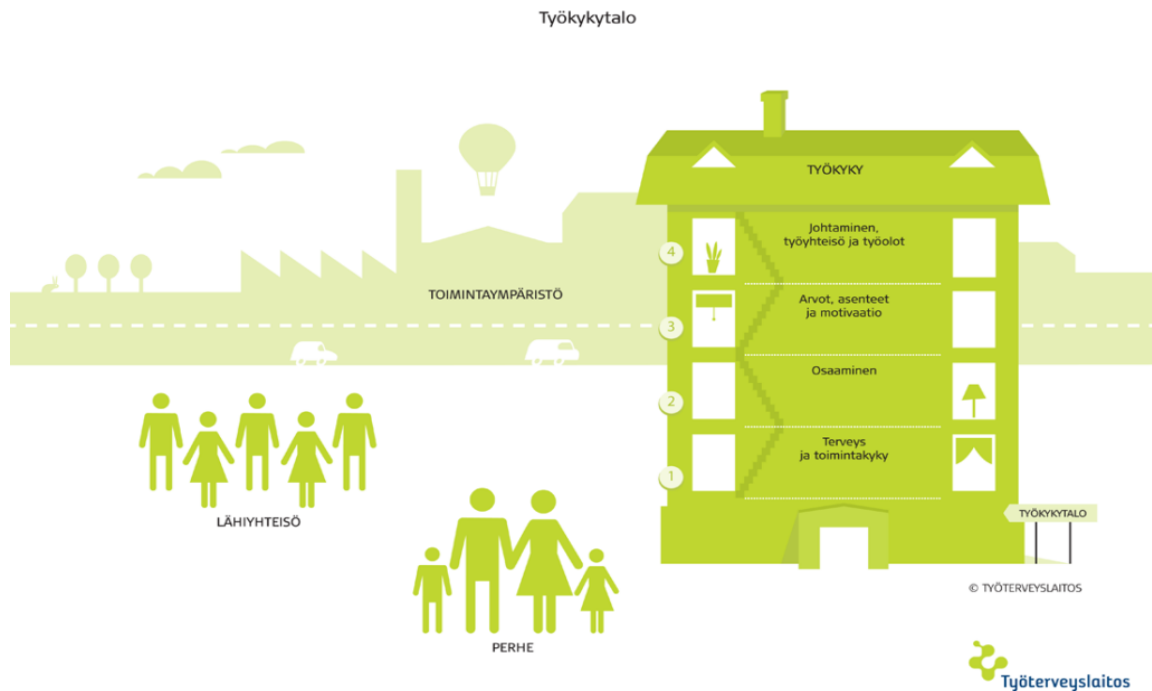 Työkykytalo
TYÖKYKY
4
Johtaminen,
työyhteisö ja työolot
TOIMINTAYMPÄRISTÖ
3
Arvot, asenteet
ja motivaatio
2
Osaaminen
1
Terveys
ja toimintakyky
LÄHIYHTEISÖ
PERHE
TYÖKYKYTALO
© TYÖTERVEYSLAITOS
Työterveyslaitos